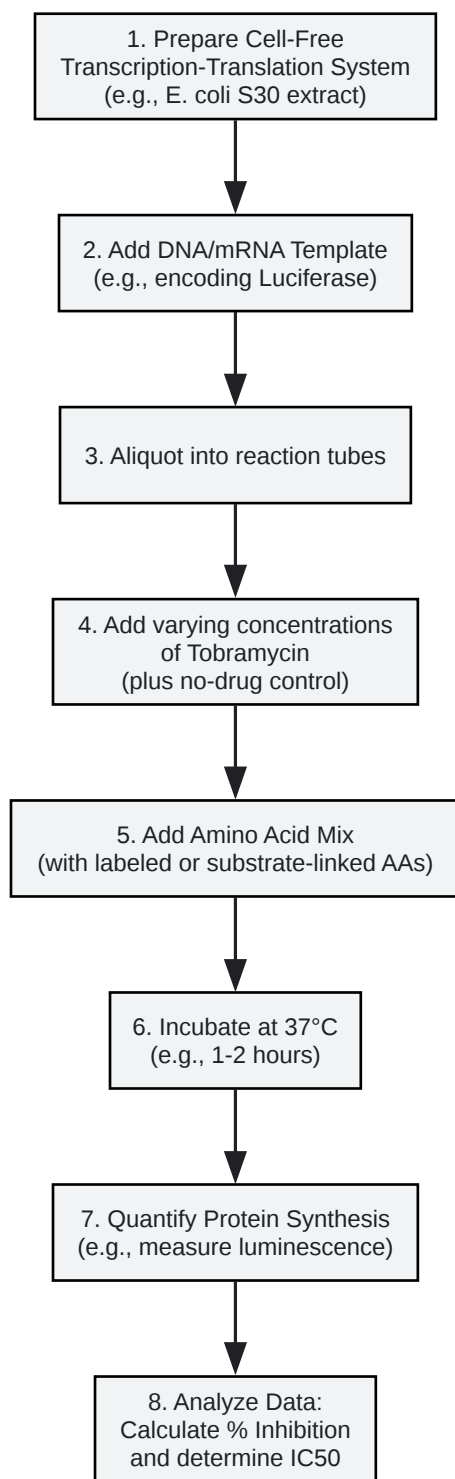 1. Prepare Cell-Free
Transcription-Translation System
(e.g., E. coli S30 extract)
2. Add DNA/mRNA Template
(e.g., encoding Luciferase)
3. Aliquot into reaction tubes
4. Add varying concentrations
of Tobramycin
(plus no-drug control)
5. Add Amino Acid Mix
(with labeled or substrate-linked AAs)
6. Incubate at 37°C
(e.g., 1-2 hours)
7. Quantify Protein Synthesis
(e.g., measure luminescence)
8. Analyze Data:
Calculate % Inhibition
and determine IC50